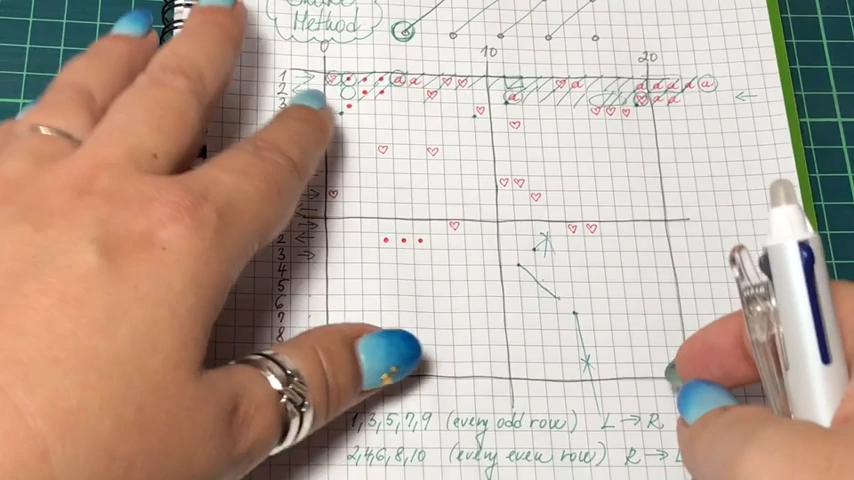 Method
10 20
1
2
3
a a a a a a a a
a a a a
2
3
4
5
6
7
8
1,3,5,7,9 (every odd row) L → R
2,4,6,8,10 (every even row) R →